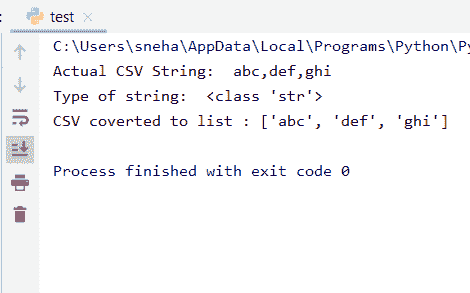 : test
C:\Users\sneha\AppData\Local\Programs\Python\Py
Actual CSV String:  abc,def,ghi
Type of string:  <class 'str'>
CSV coverted to list : ['abc', 'def', 'ghi']
Process finished with exit code 0